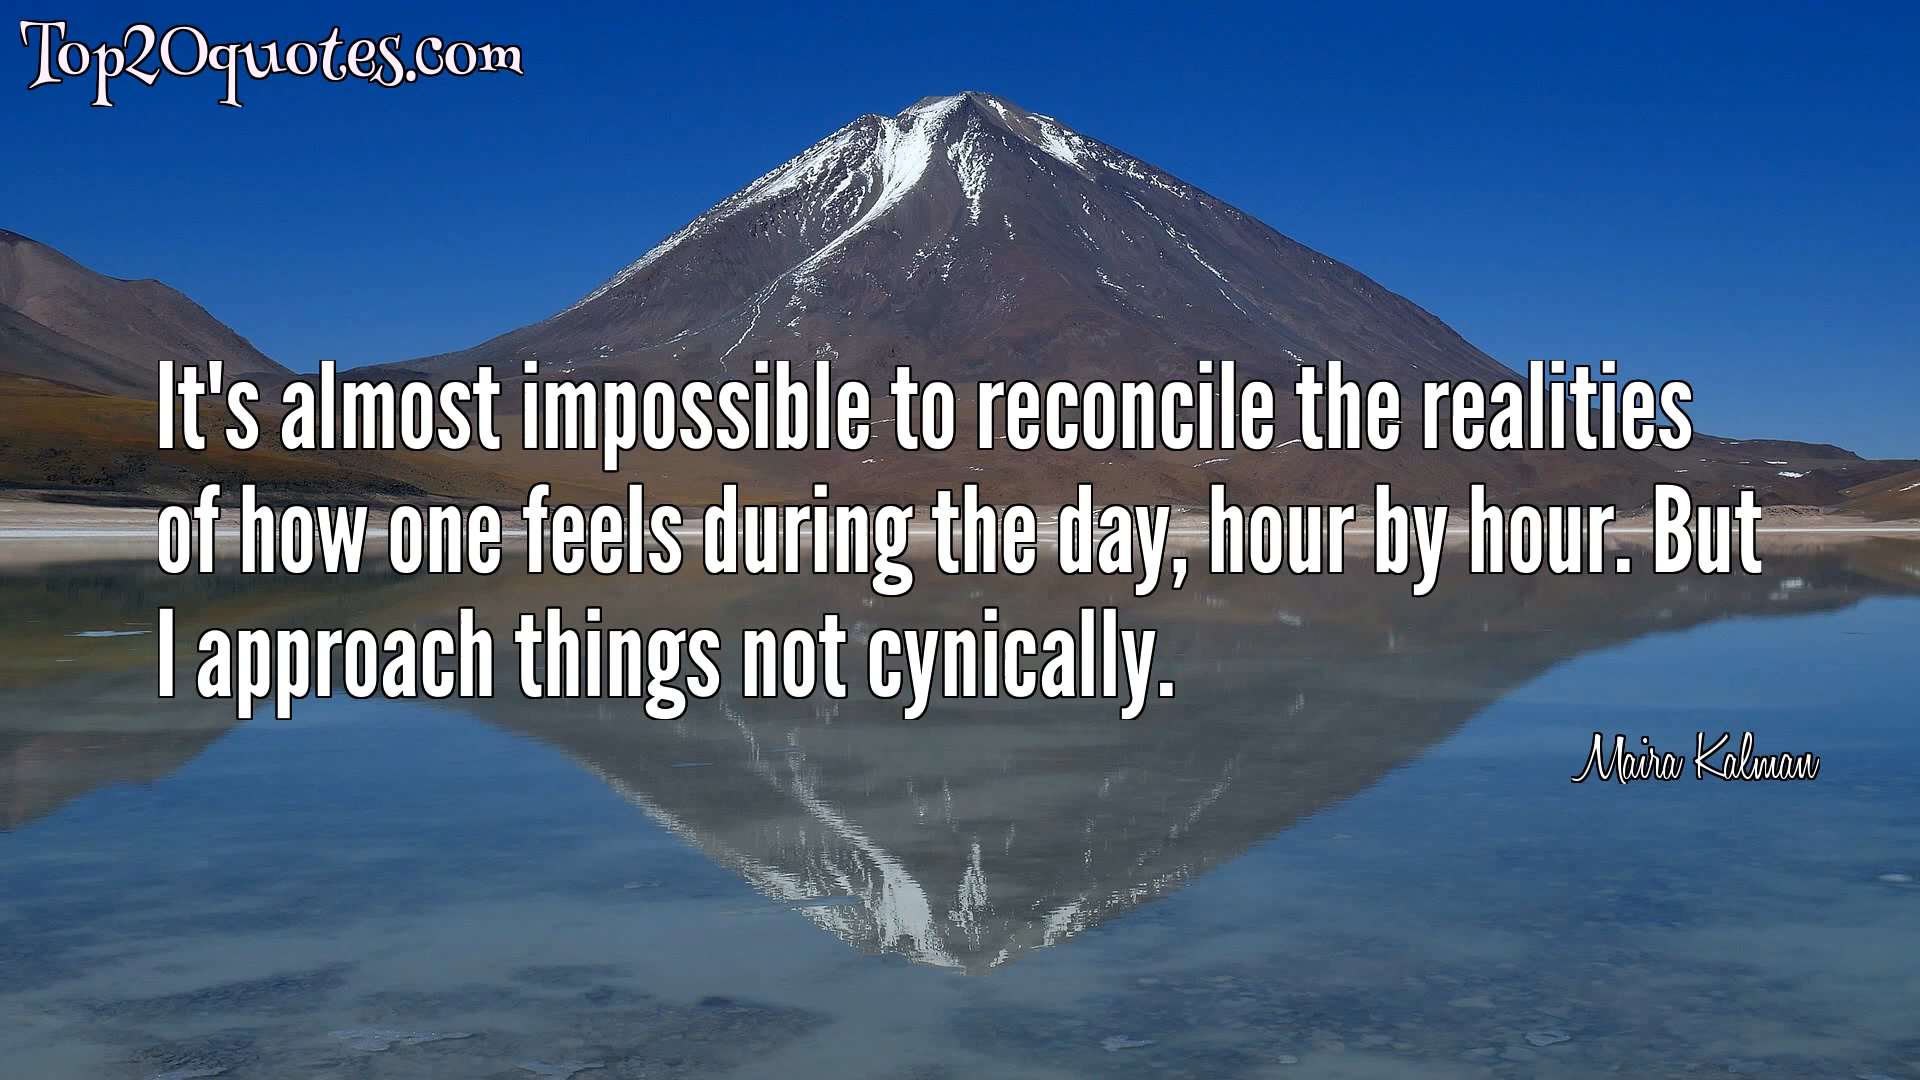 Top20quotes.com
It's almost impossible to reconcile the realities
of how one feels during the day, hour by hour. But
I approach things not cynically.
Maira Kalman